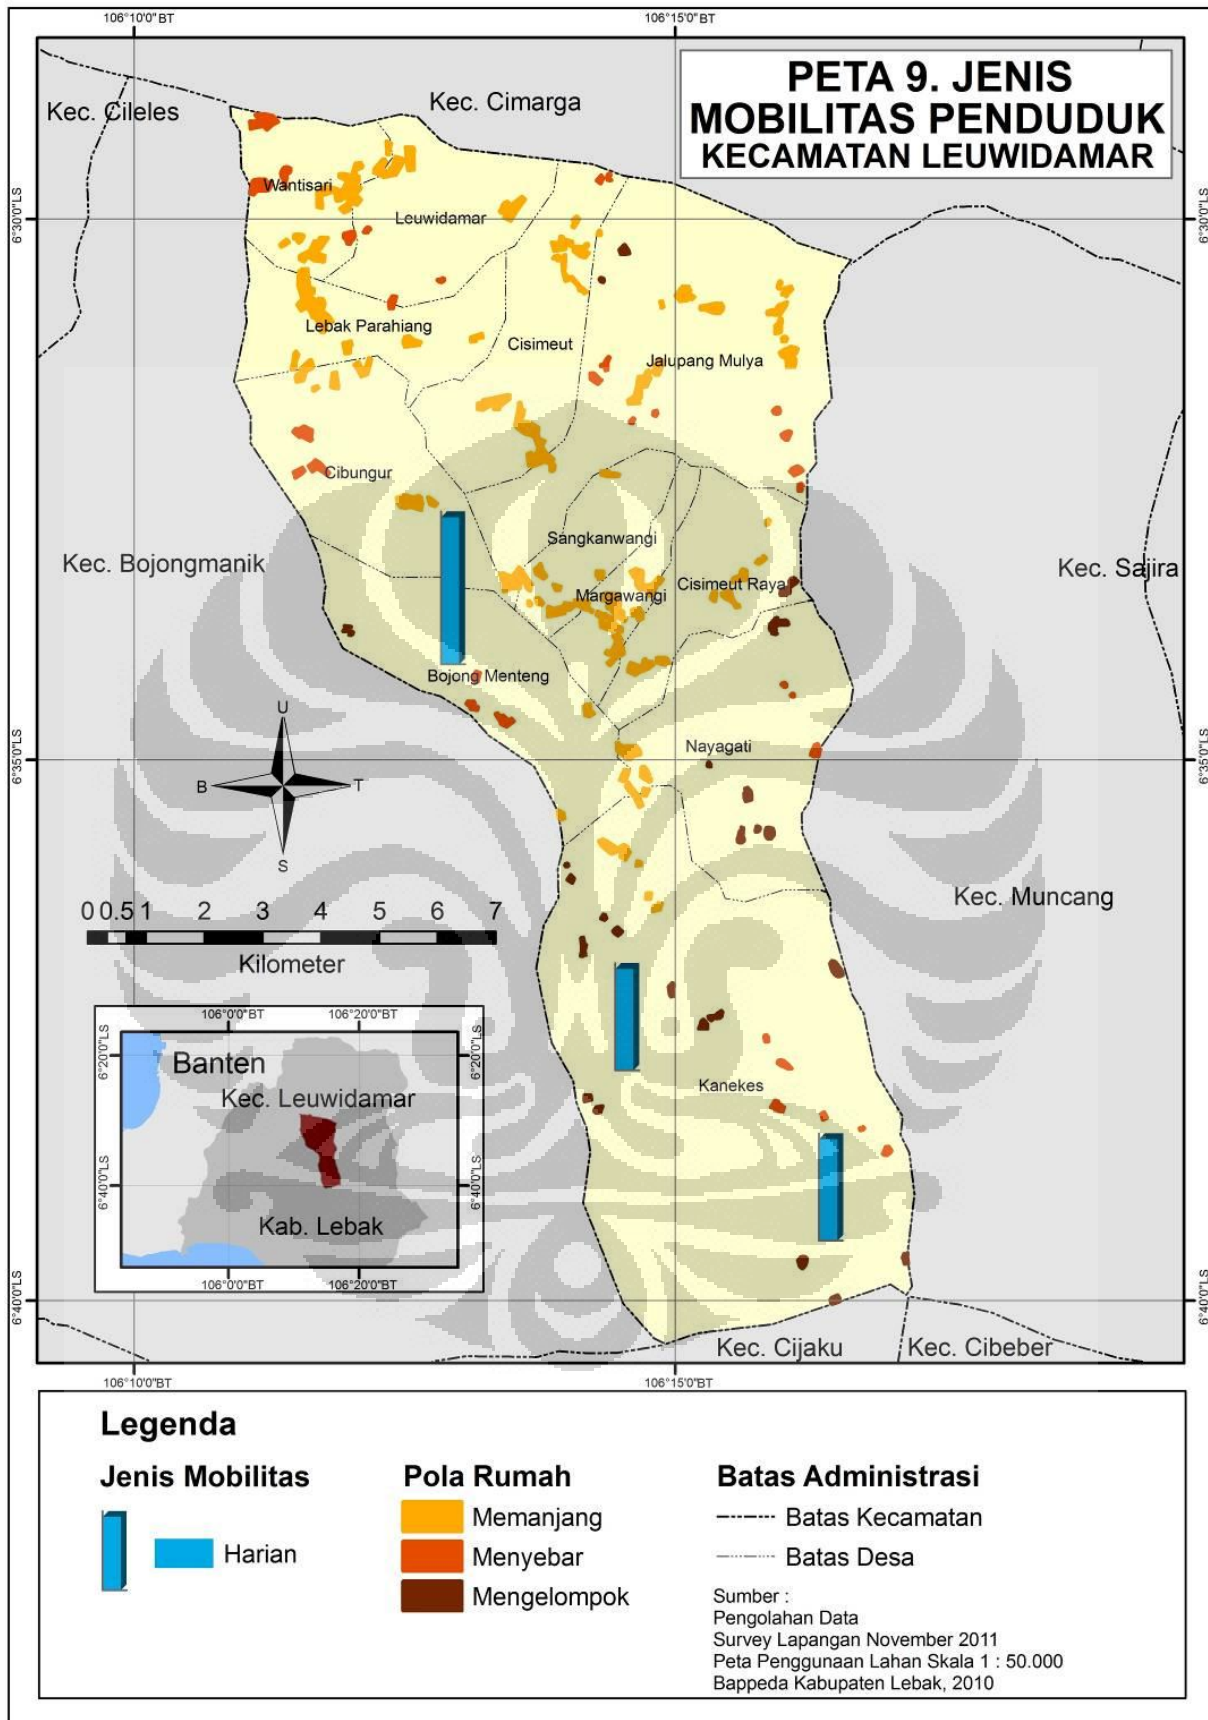 106°10'0"BT
106°15'0"BT
PETA 9. JENIS
MOBILITAS PENDUDUK
KECAMATAN LEUWIDAMAR
Kec. Cileles
Kec. Cimarga
Wantisari
Leuwidamar
6°30'0"LS
6°30'0"LS
Lebak Parahiang
Cisimeut
Jalupang Mulya
Cibungur
Sangkanwangi
Kec. Bojongmanik
Kec. Sajira
Margawangi
Cisimeut Raya
Bojong Menteng
U
B
T
S
Nayagati
6°35'0"LS
6°35'0"LS
Kec. Muncang
0 0.5 1 2 3 4 5 6 7
Kilometer
106°0'0"BT
106°20'0"BT
6°20'0"LS
6°20'0"LS
Banten
Kec. Leuwidamar
Kanekes
6°40'0"LS
6°40'0"LS
Kab. Lebak
106°0'0"BT
106°20'0"BT
6°40'0"LS
6°40'0"LS
Kec. Cijaku
Kec. Cibeber
106°10'0"BT
106°15'0"BT
Legenda
Jenis Mobilitas
Harian
Pola Rumah
Memanjang
Menyebar
Mengelompok
Batas Administrasi
Batas Kecamatan
Batas Desa
Sumber :
Pengolahan Data
Survey Lapangan November 2011
Peta Penggunaan Lahan Skala 1 : 50.000
Bappeda Kabupaten Lebak, 2010